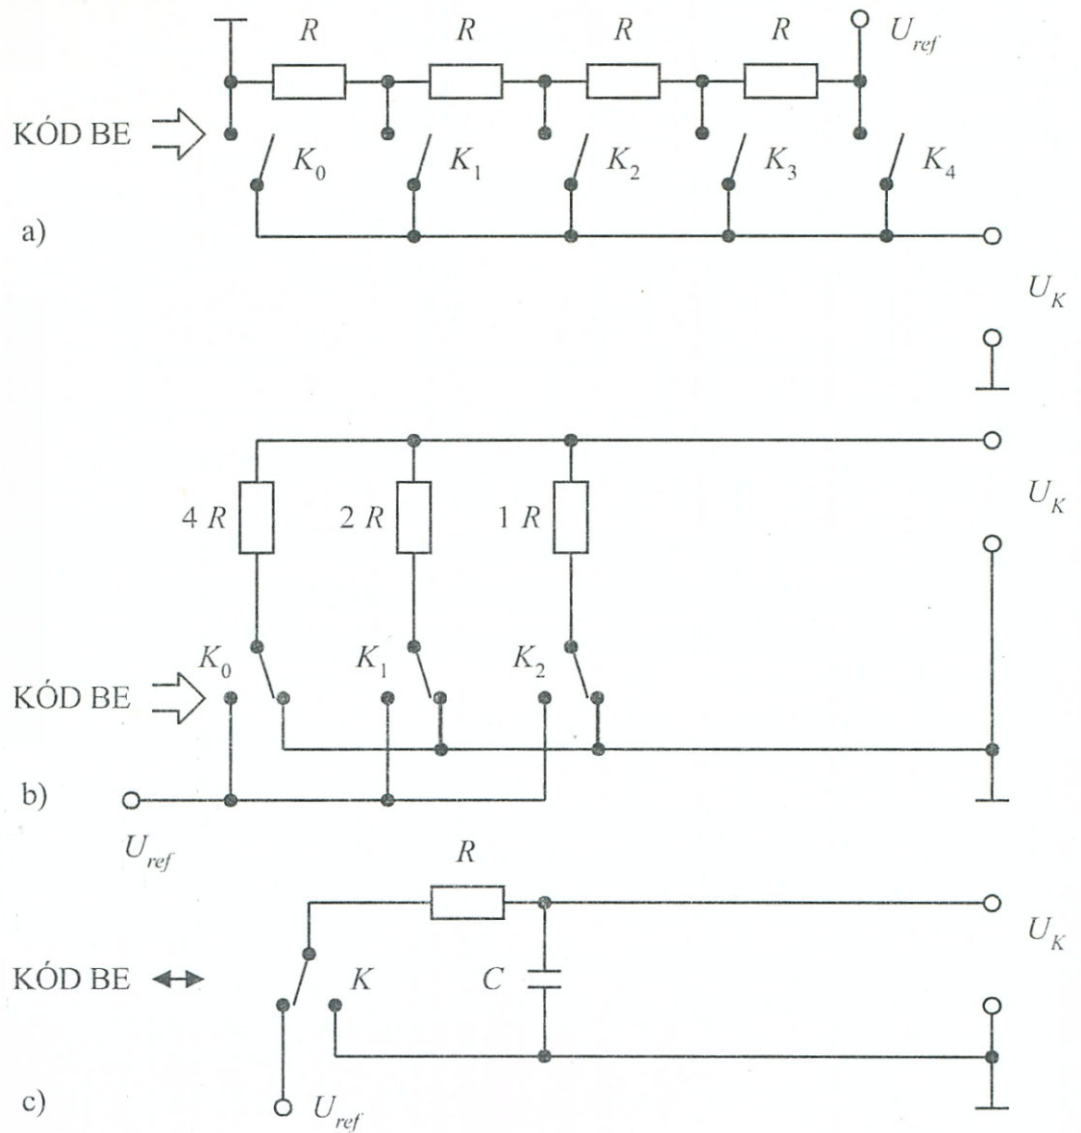 R R R R U_ref
KÓD BE K_0 K_1 K_2 K_3 K_4
a)
U_K
4 R 2 R 1 R U_K
K_0 K_1 K_2
KÓD BE
b)
U_ref R
U_K
KÓD BE K C
c) U_ref